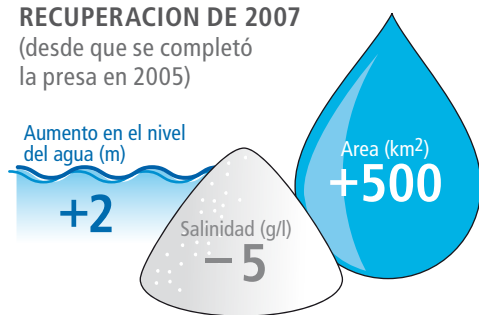 RECUPERACION DE 2007
(desde que se completó
la presa en 2005)
Aumento en el nivel
del agua (m)
+2
Salinidad (g/l)
–5
Area (km²)
+500